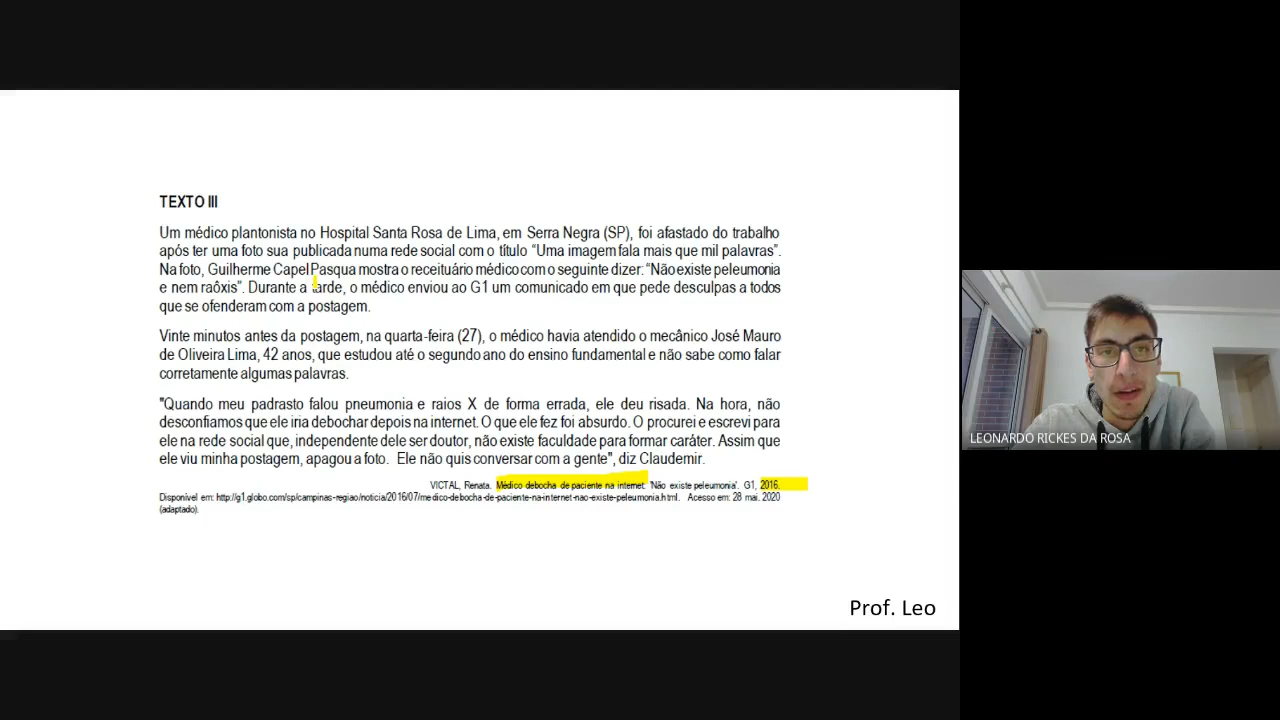 TEXTO III
Um médico plantonista no Hospital Santa Rosa de Lima, em Serra Negra (SP), foi afastado do trabalho
após ter uma foto sua publicada numa rede social com o título “Uma imagem fala mais que mil palavras”.
Na foto, Guilherme Capel Pasqua mostra o receituário médico com o seguinte dizer: “Não existe peleumonia
e nem raôxis”. Durante a tarde, o médico enviou ao G1 um comunicado em que pede desculpas a todos
que se ofenderam com a postagem.
Vinte minutos antes da postagem, na quarta-feira (27), o médico havia atendido o mecânico José Mauro
de Oliveira Lima, 42 anos, que estudou até o segundo ano do ensino fundamental e não sabe como falar
corretamente algumas palavras.
"Quando meu padrasto falou pneumonia e raios X de forma errada, ele deu risada. Na hora, não
desconfiamos que ele iria debochar depois na internet. O que ele fez foi absurdo. O procurei e escrevi para
ele na rede social que, independente dele ser doutor, não existe faculdade para formar caráter. Assim que
ele viu minha postagem, apagou a foto. Ele não quis conversar com a gente", diz Claudemir.
VICTAL, Renata. Médico debocha de paciente na internet: 'Não existe peleumonia'. G1, 2016.
Disponível em: http://g1.globo.com/sp/campinas-regiao/noticia/2016/07/medico-debocha-de-paciente-na-internet-nao-existe-peleumonia.html. Acesso em: 28 mai. 2020
(adaptado).
Prof. Leo
LEONARDO RICKES DA ROSA